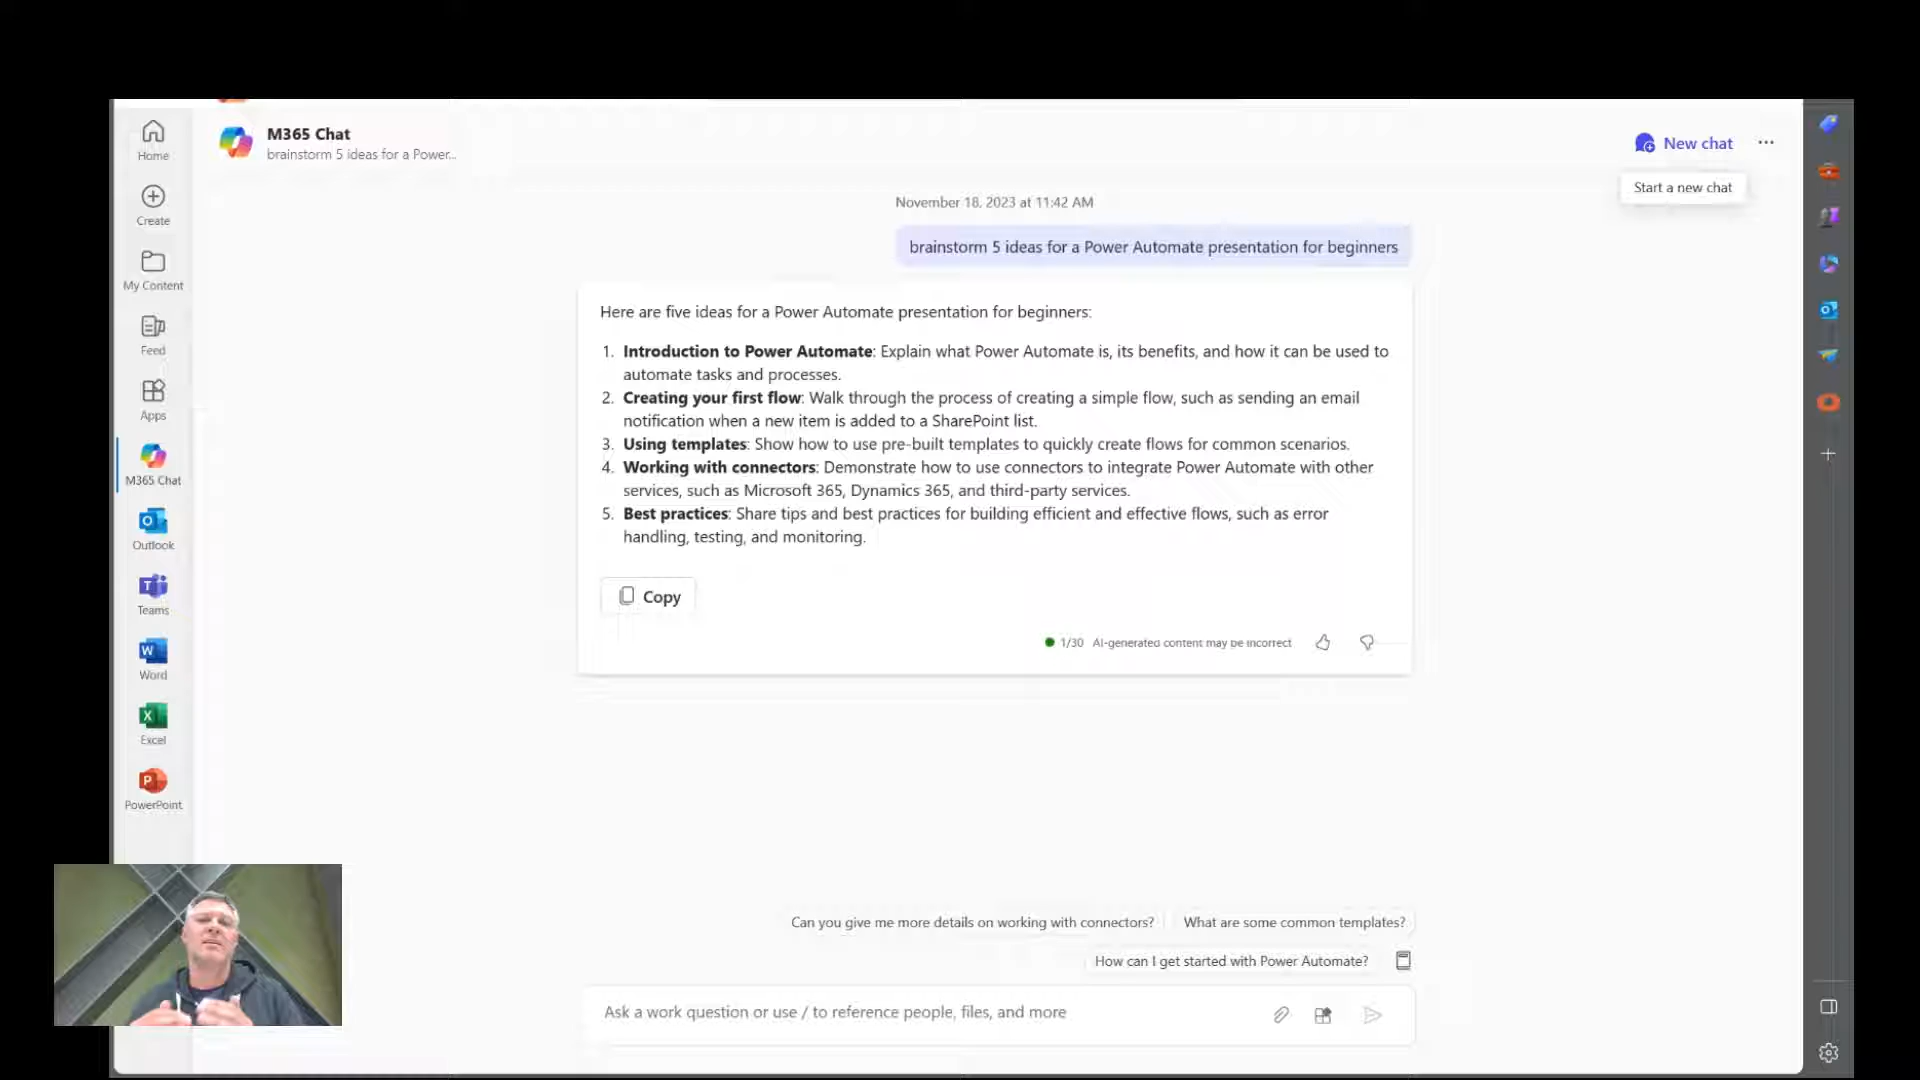 Home
Create
My Content
Feed
Apps
M365 Chat
Outlook
Teams
Word
Excel
PowerPoint
M365 Chat
brainstorm 5 ideas for a Power...
New chat
Start a new chat
November 18, 2023 at 11:42 AM
brainstorm 5 ideas for a Power Automate presentation for beginners
Here are five ideas for a Power Automate presentation for beginners:
1. Introduction to Power Automate: Explain what Power Automate is, its benefits, and how it can be used to
automate tasks and processes.
2. Creating your first flow: Walk through the process of creating a simple flow, such as sending an email
notification when a new item is added to a SharePoint list.
3. Using templates: Show how to use pre-built templates to quickly create flows for common scenarios.
4. Working with connectors: Demonstrate how to use connectors to integrate Power Automate with other
services, such as Microsoft 365, Dynamics 365, and third-party services.
5. Best practices: Share tips and best practices for building efficient and effective flows, such as error
handling, testing, and monitoring.
Copy
1/30 AI-generated content may be incorrect
Can you give me more details on working with connectors?
What are some common templates?
How can I get started with Power Automate?
Ask a work question or use / to reference people, files, and more